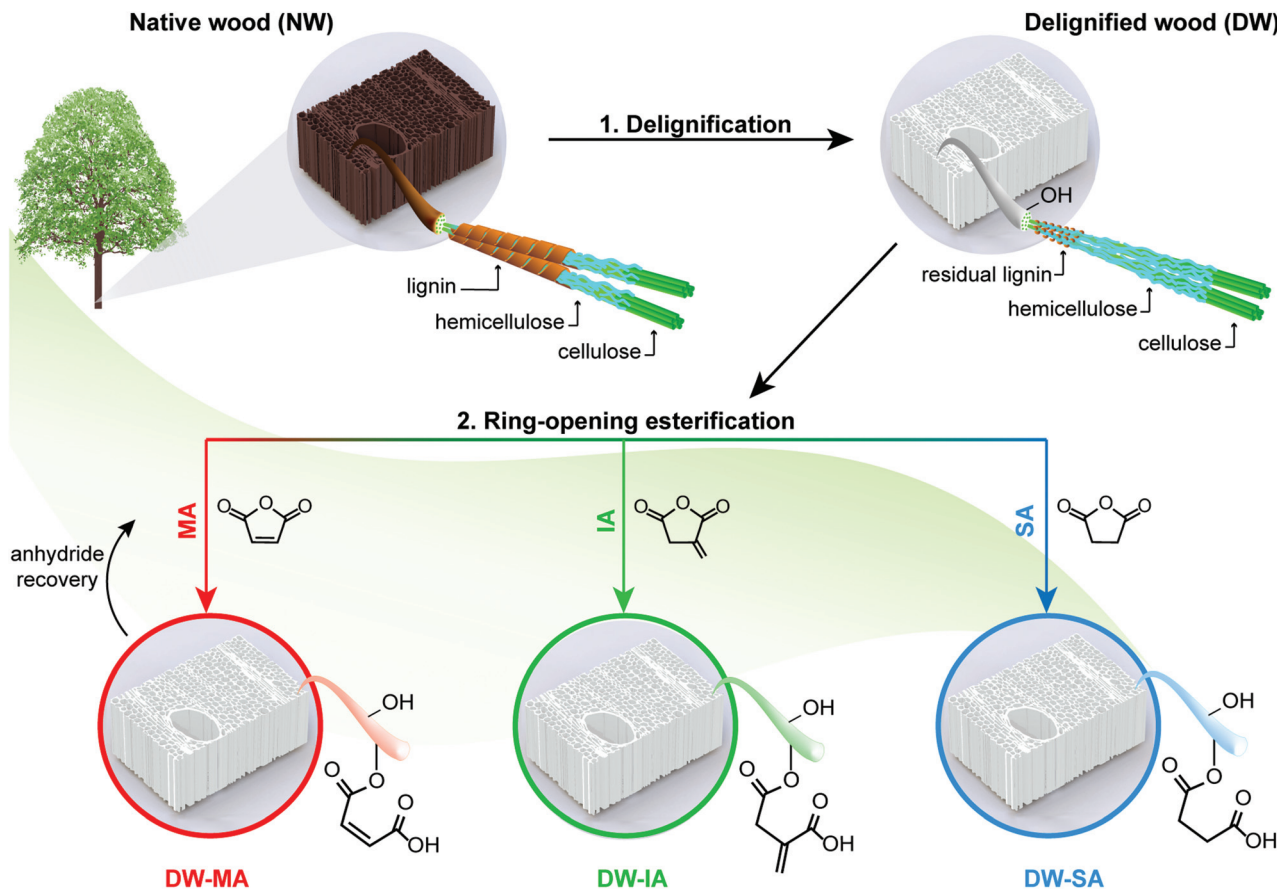 Native wood (NW)
Delignified wood (DW)
1. Delignification
OH
lignin
hemicellulose
cellulose
residual lignin
hemicellulose
cellulose
2. Ring-opening esterification
MA
O
O
O
IA
O
O
O
SA
O
O
O
anhydride
recovery
OH
O
O
O
OH
OH
O
O
O
OH
OH
O
O
O
OH
DW-MA
DW-IA
DW-SA